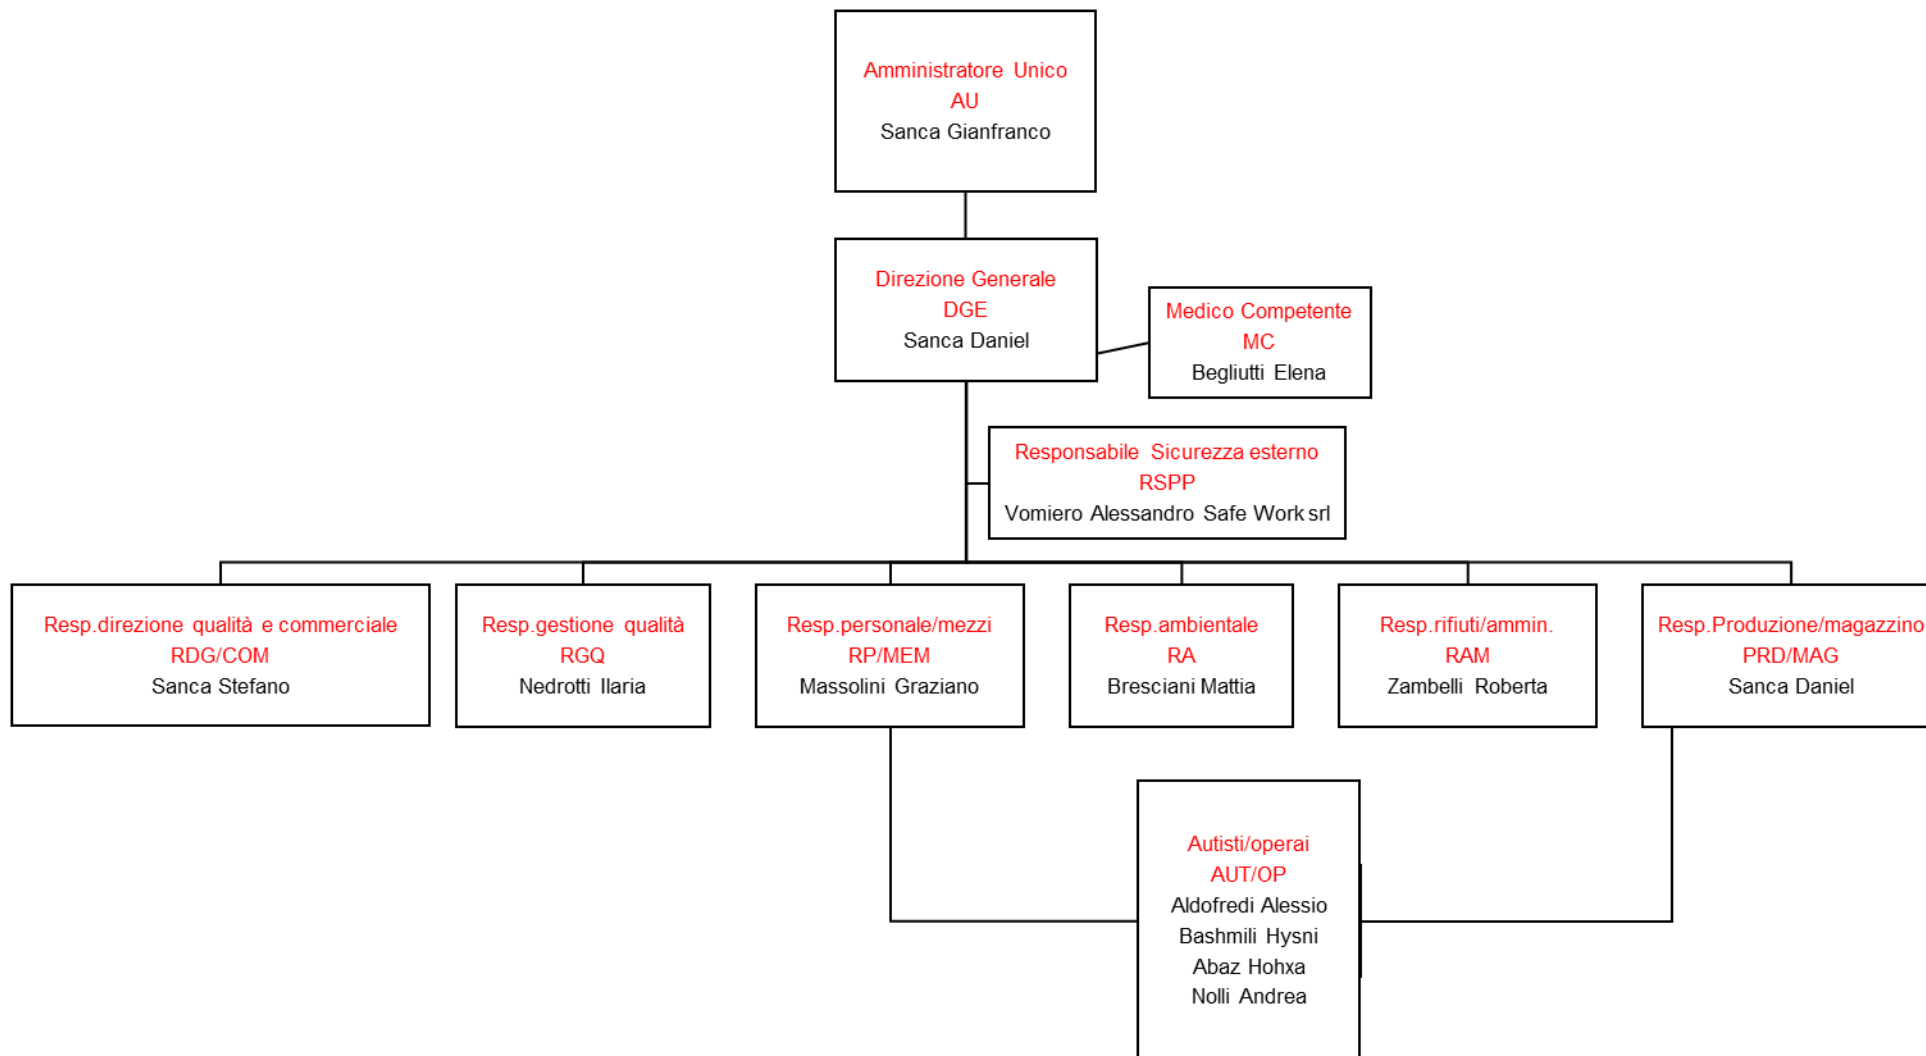 Amministratore Unico
AU
Sanca Gianfranco
Direzione Generale
DGE
Sanca Daniel
Medico Competente
MC
Begliutti Elena
Responsabile Sicurezza esterno
RSPP
Vomiero Alessandro Safe Work srl
Resp.direzione qualità e commerciale
RDG/COM
Sanca Stefano
Resp.gestione qualità
RGQ
Nedrotti Ilaria
Resp.personale/mezzi
RP/MEM
Massolini Graziano
Resp.ambientale
RA
Bresciani Mattia
Resp.rifiuti/ammin.
RAM
Zambelli Roberta
Resp.Produzione/magazzino
PRD/MAG
Sanca Daniel
Autisti/operai
AUT/OP
Aldofredi Alessio
Bashmili Hysni
Abaz Hohxa
Nolli Andrea